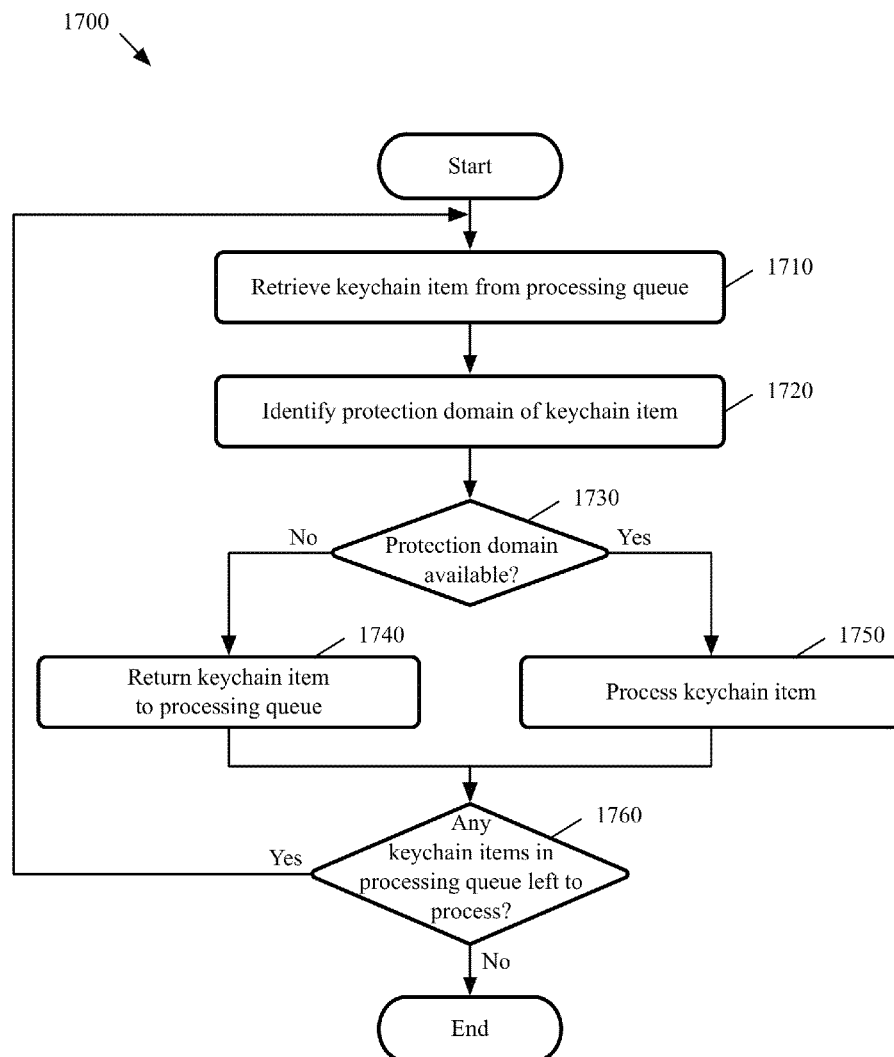 1700
Start
1710
Retrieve keychain item from processing queue
1720
Identify protection domain of keychain item
1730
No
Protection domain
available?
Yes
1740
Return keychain item
to processing queue
1750
Process keychain item
1760
Any
keychain items in
processing queue left to
process?
Yes
No
End